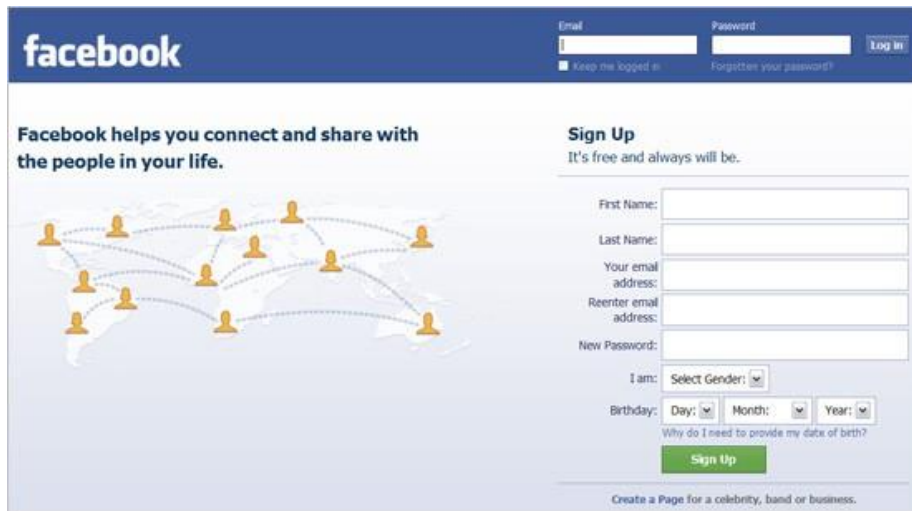 facebook
Email
Password
Log in
Keep me logged in
Forgotten your password?
Facebook helps you connect and share with
the people in your life.
Sign Up
It's free and always will be.
First Name:
Last Name:
Your email
address:
Reenter email
address:
New Password:
I am: Select Gender:
Birthday: Day: Month: Year:
Why do I need to provide my date of birth?
Sign Up
Create a Page for a celebrity, band or business.